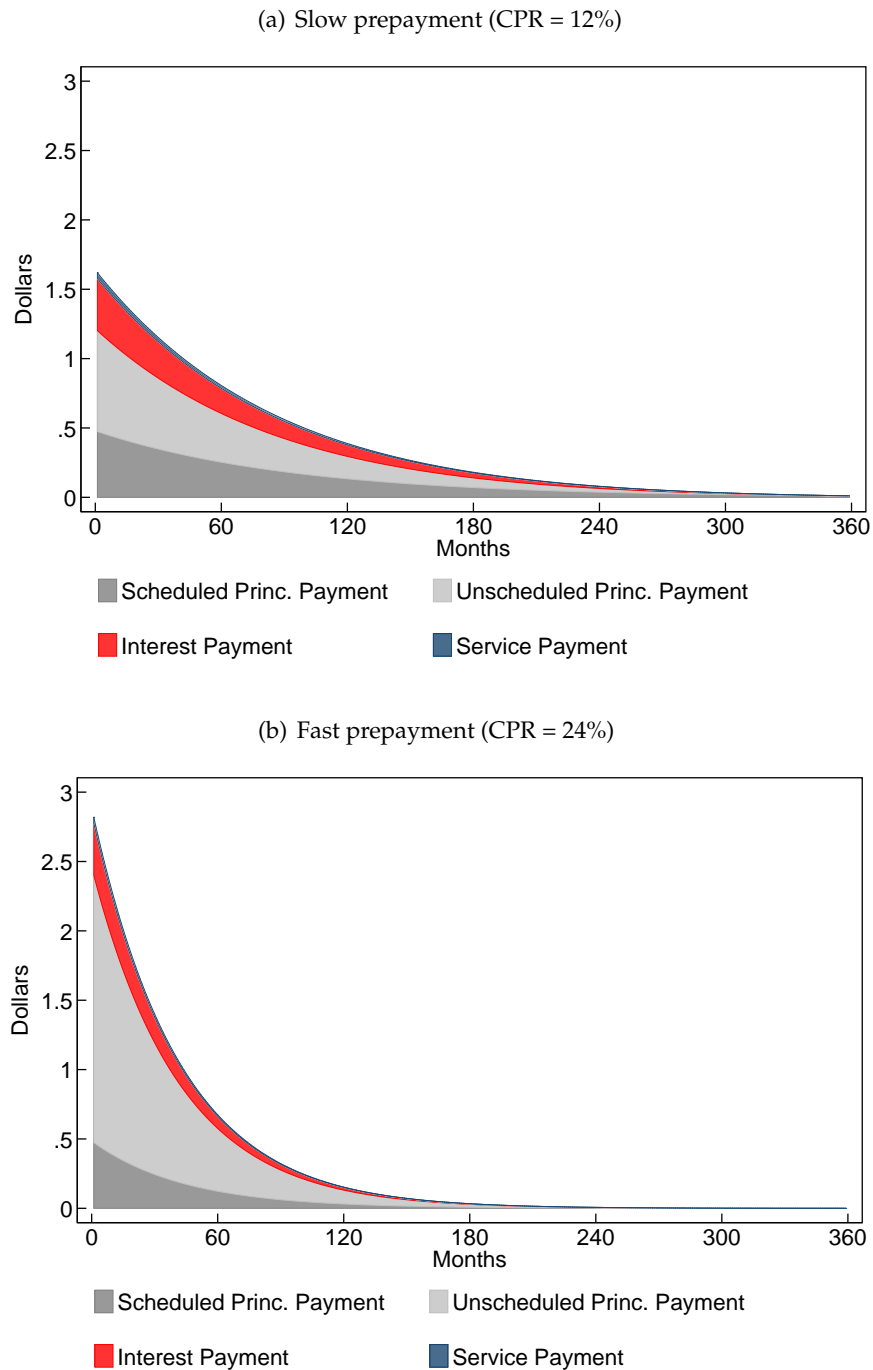 (a) Slow prepayment (CPR = 12%)
3
2.5
2
1.5
1
.5
0
Dollars
0 60 120 180 240 300 360
Months
Scheduled Princ. Payment Unscheduled Princ. Payment
Interest Payment Service Payment
(b) Fast prepayment (CPR = 24%)
3
2.5
2
1.5
1
.5
0
Dollars
0 60 120 180 240 300 360
Months
Scheduled Princ. Payment Unscheduled Princ. Payment
Interest Payment Service Payment